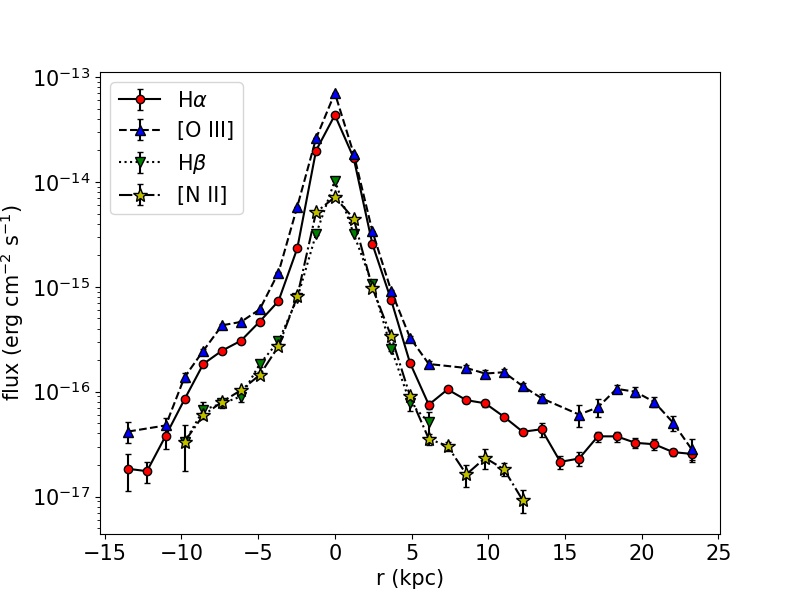 10⁻¹³
10⁻¹⁴
10⁻¹⁵
10⁻¹⁶
10⁻¹⁷
flux (erg cm⁻² s⁻¹)
Hα
[O III]
Hβ
[N II]
−15 −10 −5 0 5 10 15 20 25
r (kpc)